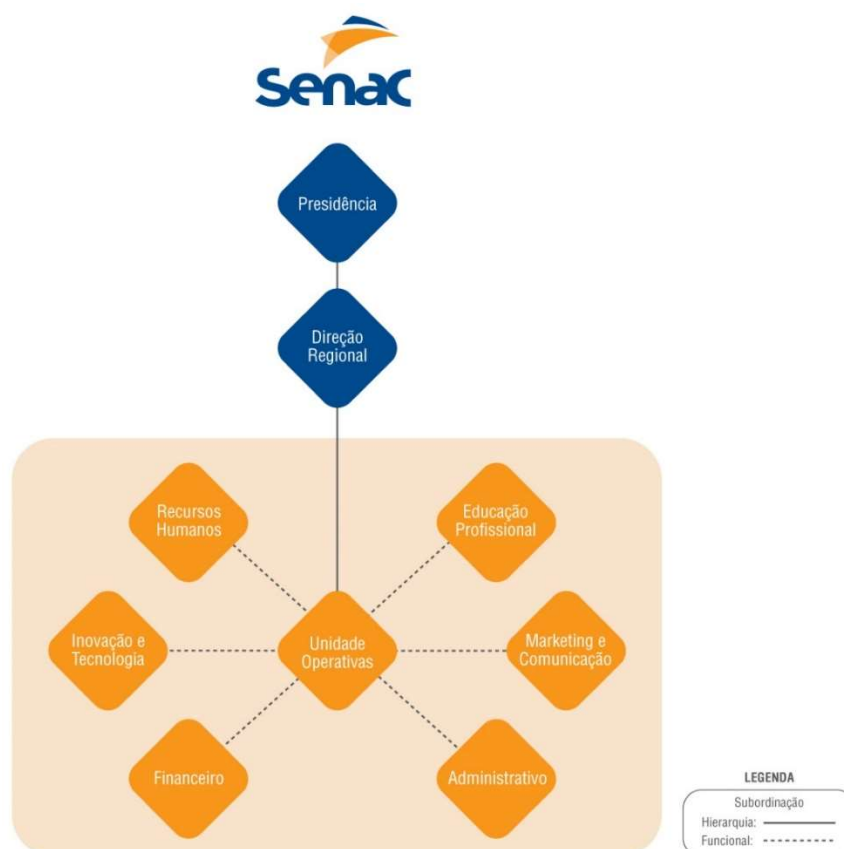 Senac
Presidência
Direção
Regional
Recursos
Humanos
Educação
Profissional
Inovação e
Tecnologia
Unidade
Operativas
Marketing e
Comunicação
Financeiro
Administrativo
LEGENDA
Subordinação
Hierarquia:
Funcional: